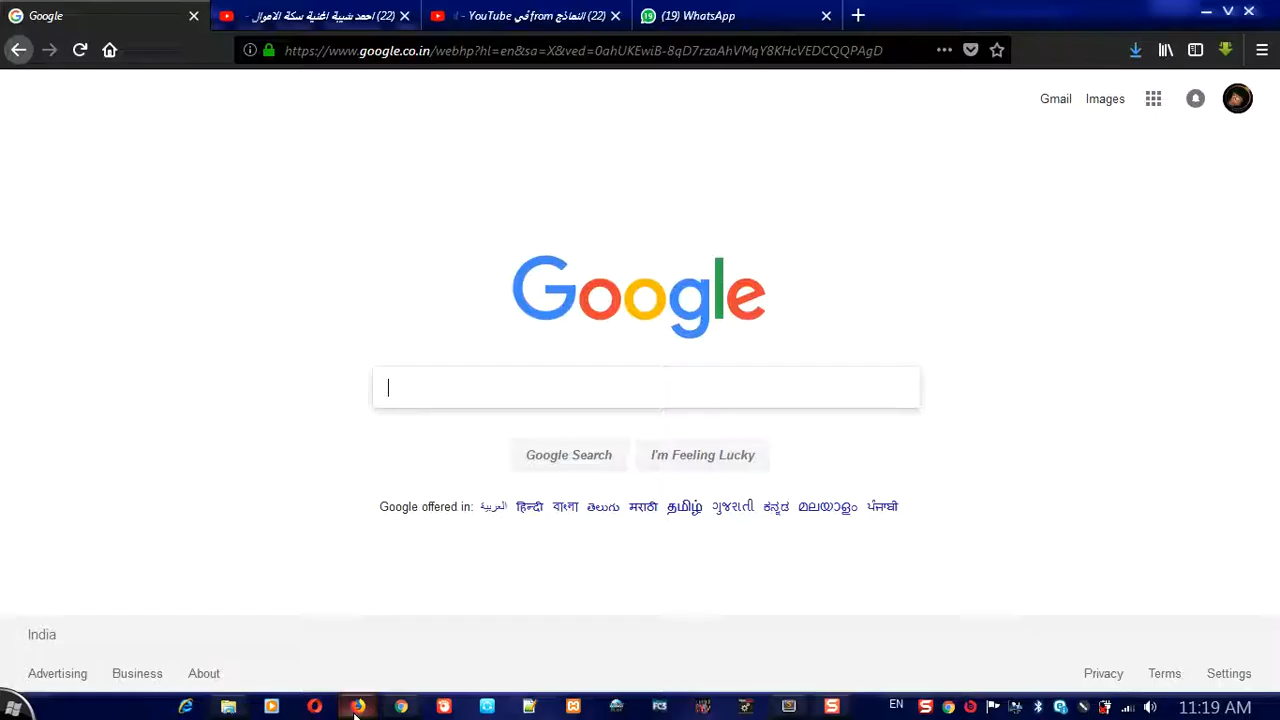 Google
(22) احمد شيبة اغنية سكة الاموال -
(22) النماذج from في YouTube - ا
(19) WhatsApp
https://www.google.co.in/webhp?hl=en&sa=X&ved=0ahUKEwiB-8qD7rzaAhVMqY8KHcVEDCQQPAgD
Gmail Images
Google
Google Search I'm Feeling Lucky
Google offered in: العربية हिन्दी বাংলা తెలుగు मराठी தமிழ் ગુજરાતી ಕನ್ನಡ മലയാളം ਪੰਜਾਬੀ
India
Advertising Business About
Privacy Terms Settings
EN 11:19 AM